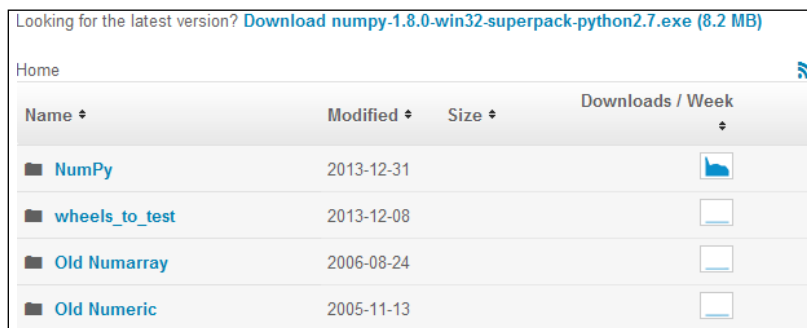 Looking for the latest version? Download numpy-1.8.0-win32-superpack-python2.7.exe (8.2 MB)
Home
Name Modified Size Downloads / Week
NumPy 2013-12-31
wheels_to_test 2013-12-08
Old Numarray 2006-08-24
Old Numeric 2005-11-13